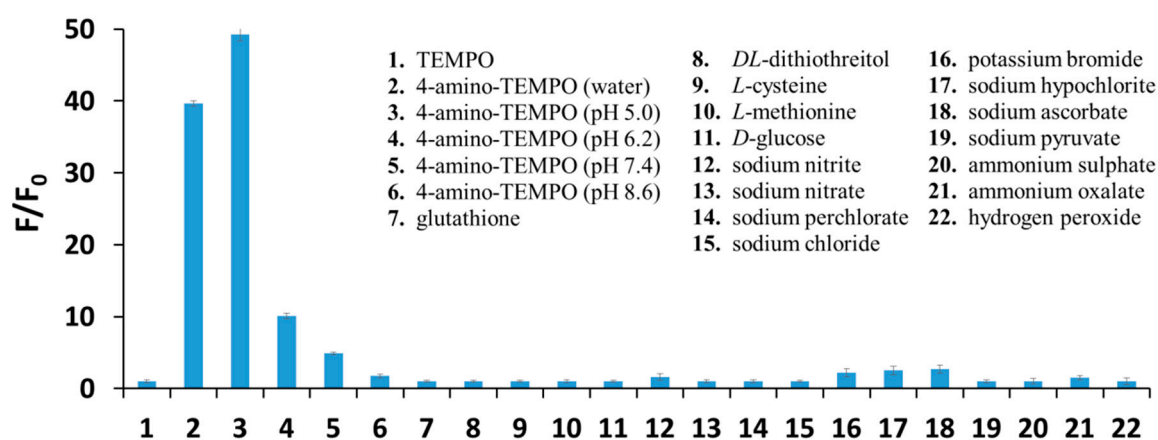 50
40
30
20
10
0
F/F0
1. TEMPO
2. 4-amino-TEMPO (water)
3. 4-amino-TEMPO (pH 5.0)
4. 4-amino-TEMPO (pH 6.2)
5. 4-amino-TEMPO (pH 7.4)
6. 4-amino-TEMPO (pH 8.6)
7. glutathione
8. DL-dithiothreitol
9. L-cysteine
10. L-methionine
11. D-glucose
12. sodium nitrite
13. sodium nitrate
14. sodium perchlorate
15. sodium chloride
16. potassium bromide
17. sodium hypochlorite
18. sodium ascorbate
19. sodium pyruvate
20. ammonium sulphate
21. ammonium oxalate
22. hydrogen peroxide
1 2 3 4 5 6 7 8 9 10 11 12 13 14 15 16 17 18 19 20 21 22